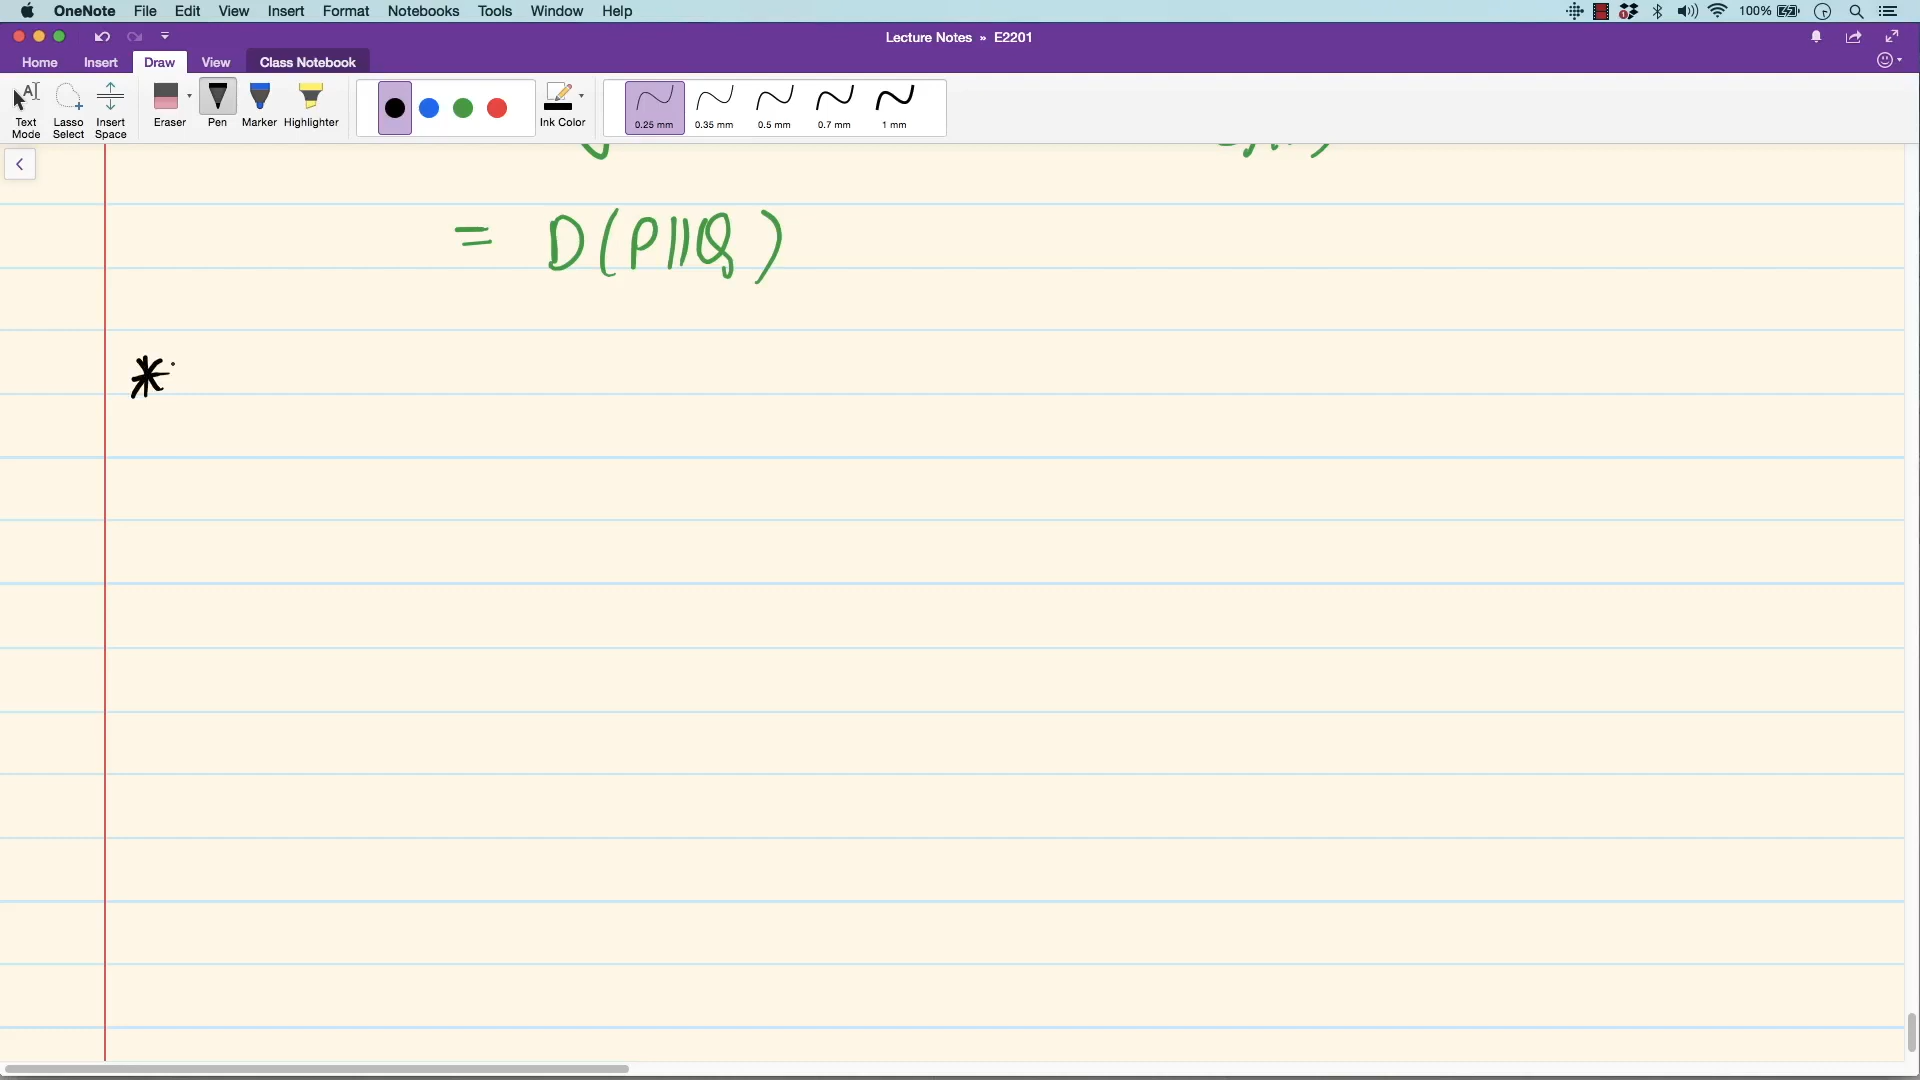 OneNote File Edit View Insert Format Notebooks Tools Window Help 100%
Lecture Notes » E2201
Home Insert Draw View Class Notebook
Text Mode Lasso Select Insert Space Eraser Pen Marker Highlighter Ink Color 0.25 mm 0.35 mm 0.5 mm 0.7 mm 1 mm
= D(P||Q)
*